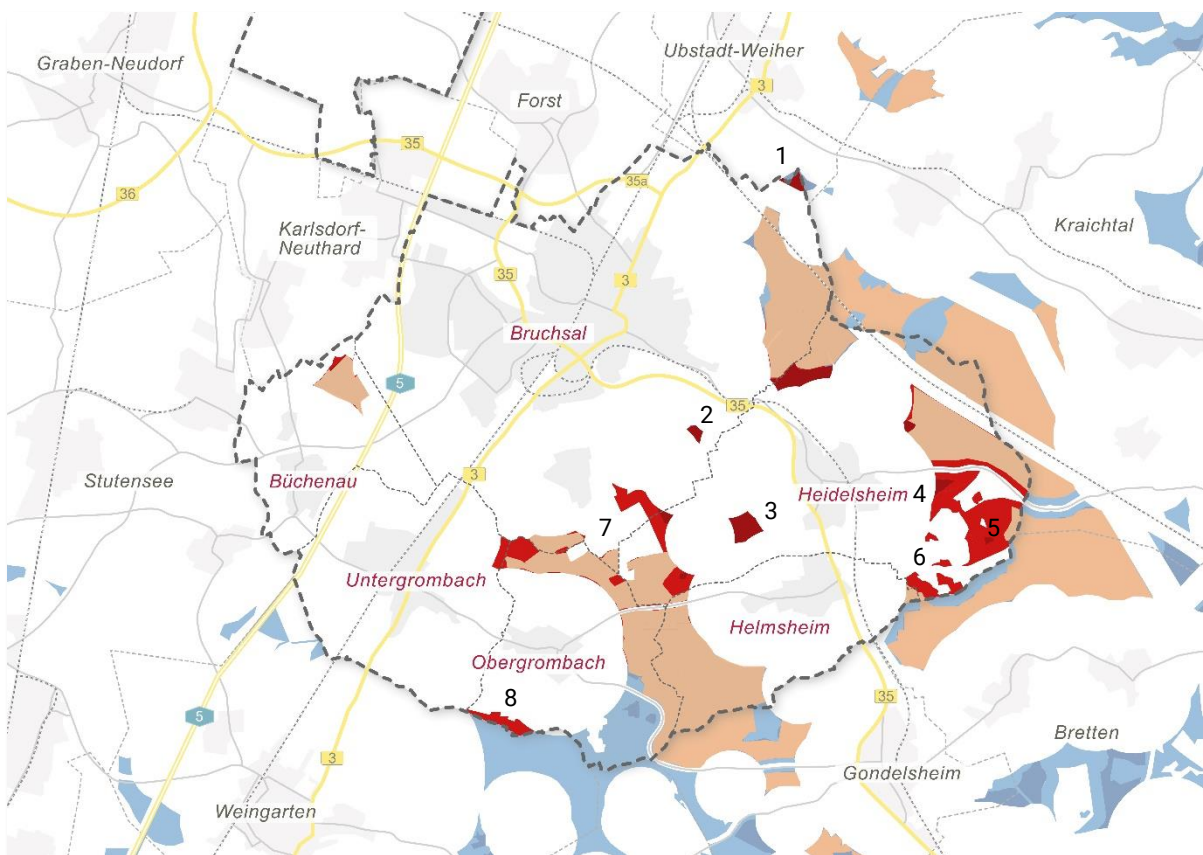 Ubstadt-Weiher
Graben-Neudorf
3
Forst
35
35a
1
36
Karlsdorf-
Neuthard
Kraichtal
35
3
Bruchsal
5
35
2
Stutensee
Büchenau
3
Heidelsheim
4
3
7
5
6
Untergrombach
Helmsheim
Obergrombach
8
35
5
Bretten
3
Gondelsheim
Weingarten